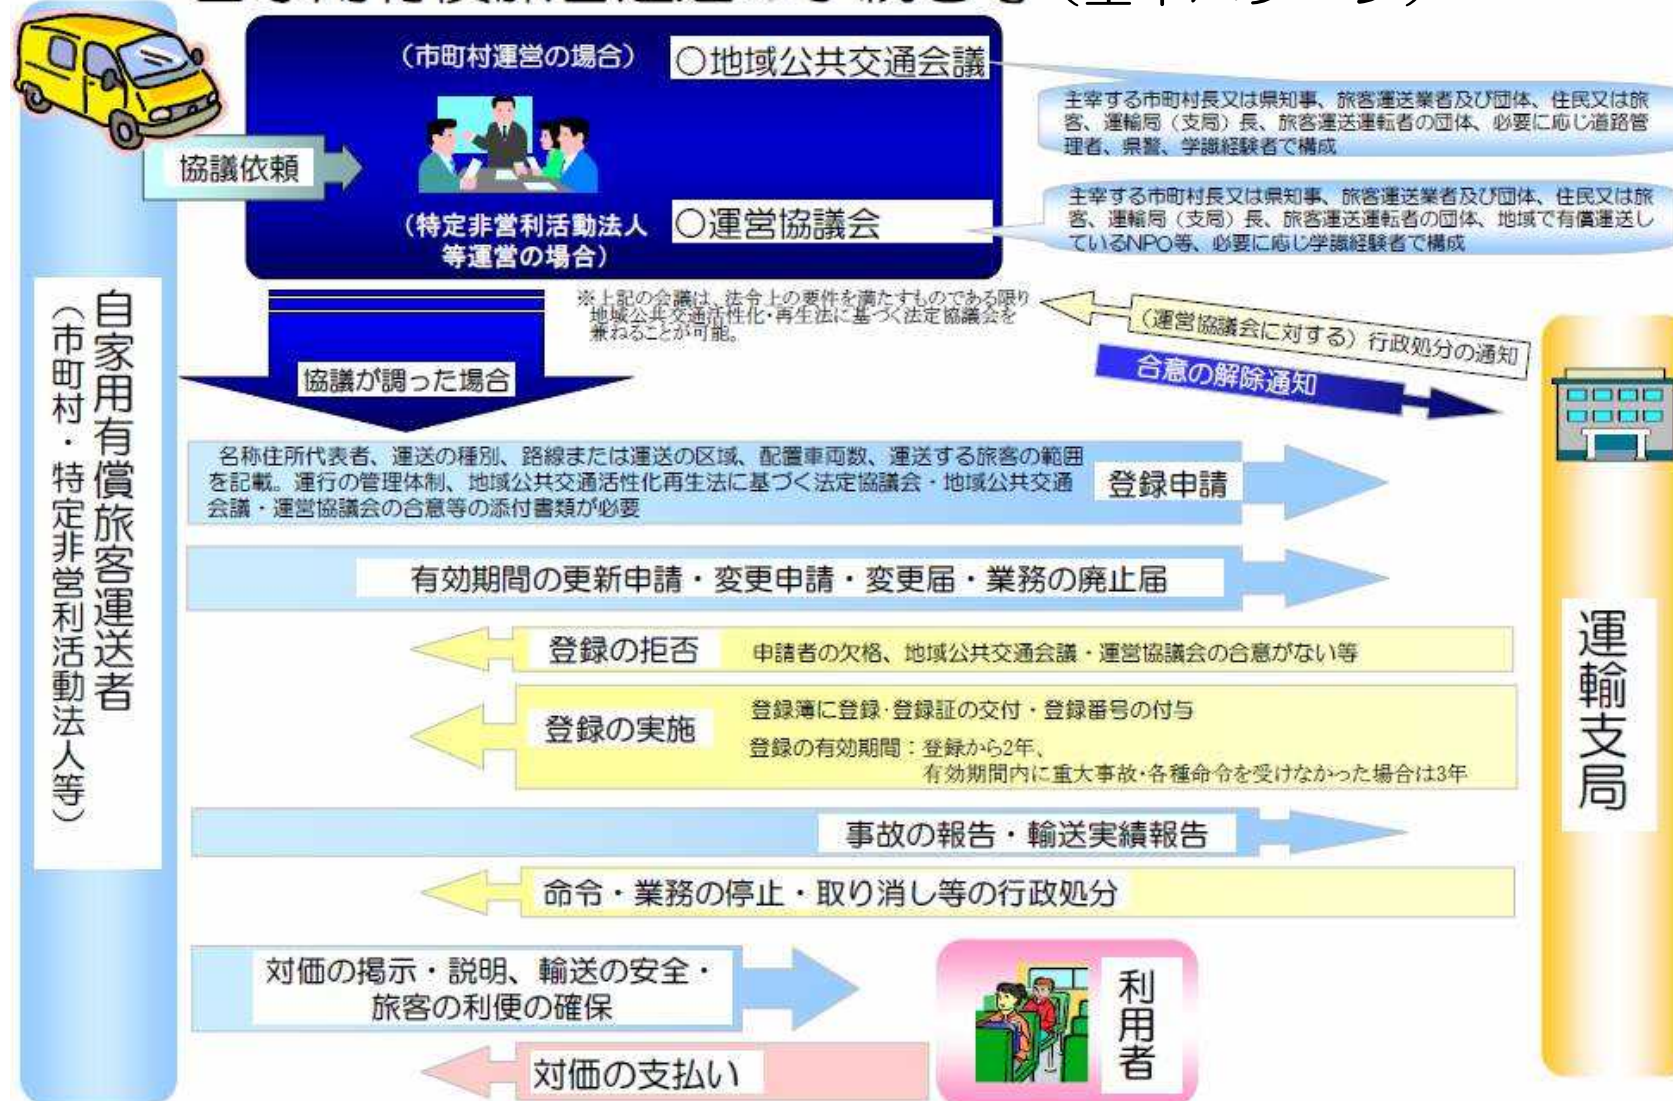 （基本パターン）
（市町村運営の場合）
○地域公共交通会議
主宰する市町村長又は県知事、旅客運送業者及び団体、住民又は旅
客、運輸局（支局）長、旅客運送運転者の団体、必要に応じ道路管
理者、県警、学識経験者で構成
協議依頼
（特定非営利活動法人
等運営の場合）
○運営協議会
主宰する市町村長又は県知事、旅客運送業者及び団体、住民又は旅
客、運輸局（支局）長、旅客運送運転者の団体、地域で有償運送し
ているNPO等、必要に応じ学識経験者で構成
※上記の会議は、法令上の要件を満たすものである限り
地域公共交通活性化・再生法に基づく法定協議会を
兼ねることが可能。
（運営協議会に対する）行政処分の通知
合意の解除通知
協議が調った場合
自家用有償旅客運送者
（市町村・特定非営利活動法人等）
名称住所代表者、運送の種別、路線または運送の区域、配置車両数、運送する旅客の範囲
を記載。運行の管理体制、地域公共交通活性化再生法に基づく法定協議会・地域公共交通
会議・運営協議会の合意等の添付書類が必要
登録申請
有効期間の更新申請・変更申請・変更届・業務の廃止届
登録の拒否
申請者の欠格、地域公共交通会議・運営協議会の合意がない等
登録の実施
登録簿に登録・登録証の交付・登録番号の付与
登録の有効期間：登録から2年、
有効期間内に重大事故・各種命令を受けなかった場合は3年
運輸支局
事故の報告・輸送実績報告
命令・業務の停止・取り消し等の行政処分
対価の掲示・説明、輸送の安全・
旅客の利便の確保
利用者
対価の支払い